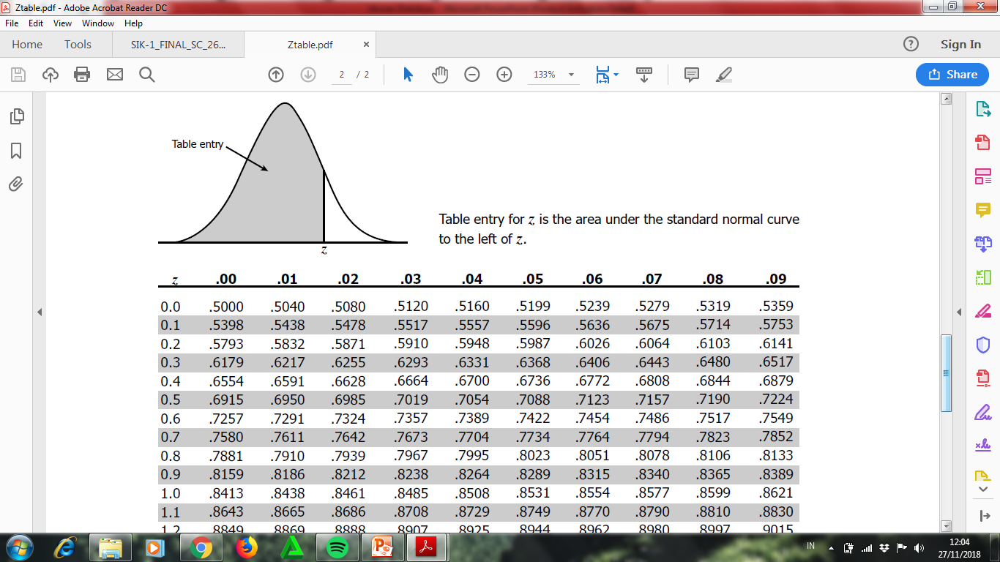 Ztable.pdf - Adobe Acrobat Reader DC
File Edit View Window Help
Home Tools SIK-1_FINAL_SC_26... Ztable.pdf × ? Sign In
2 / 2 133% Share
Table entry
z
Table entry for z is the area under the standard normal curve
to the left of z.
z .00 .01 .02 .03 .04 .05 .06 .07 .08 .09
0.0 .5000 .5040 .5080 .5120 .5160 .5199 .5239 .5279 .5319 .5359
0.1 .5398 .5438 .5478 .5517 .5557 .5596 .5636 .5675 .5714 .5753
0.2 .5793 .5832 .5871 .5910 .5948 .5987 .6026 .6064 .6103 .6141
0.3 .6179 .6217 .6255 .6293 .6331 .6368 .6406 .6443 .6480 .6517
0.4 .6554 .6591 .6628 .6664 .6700 .6736 .6772 .6808 .6844 .6879
0.5 .6915 .6950 .6985 .7019 .7054 .7088 .7123 .7157 .7190 .7224
0.6 .7257 .7291 .7324 .7357 .7389 .7422 .7454 .7486 .7517 .7549
0.7 .7580 .7611 .7642 .7673 .7704 .7734 .7764 .7794 .7823 .7852
0.8 .7881 .7910 .7939 .7967 .7995 .8023 .8051 .8078 .8106 .8133
0.9 .8159 .8186 .8212 .8238 .8264 .8289 .8315 .8340 .8365 .8389
1.0 .8413 .8438 .8461 .8485 .8508 .8531 .8554 .8577 .8599 .8621
1.1 .8643 .8665 .8686 .8708 .8729 .8749 .8770 .8790 .8810 .8830
1.2 .8849 .8869 .8888 .8907 .8925 .8944 .8962 .8980 .8997 .9015
IN 12:04
27/11/2018